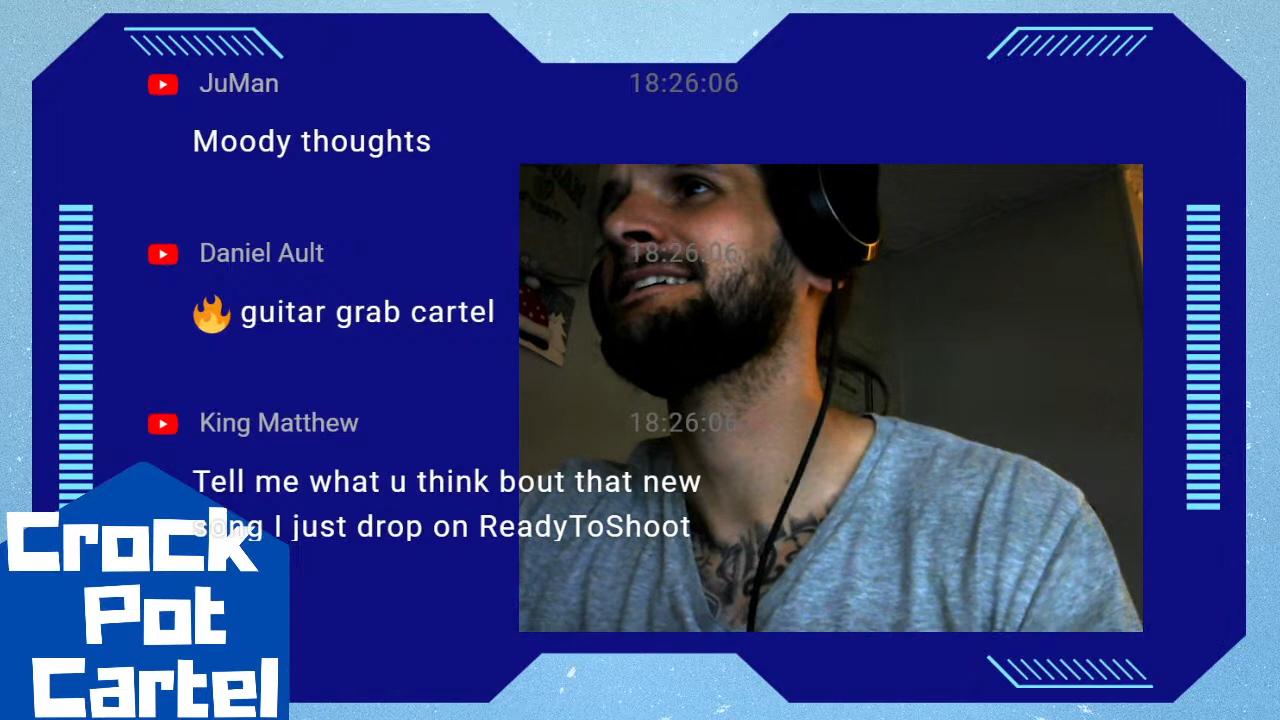 JuMan 18:26:06
Moody thoughts
Daniel Ault 18:26:06
🔥 guitar grab cartel
King Matthew 18:26:06
Tell me what u think bout that new
song I just drop on ReadyToShoot
Crock
Pot
Cartel